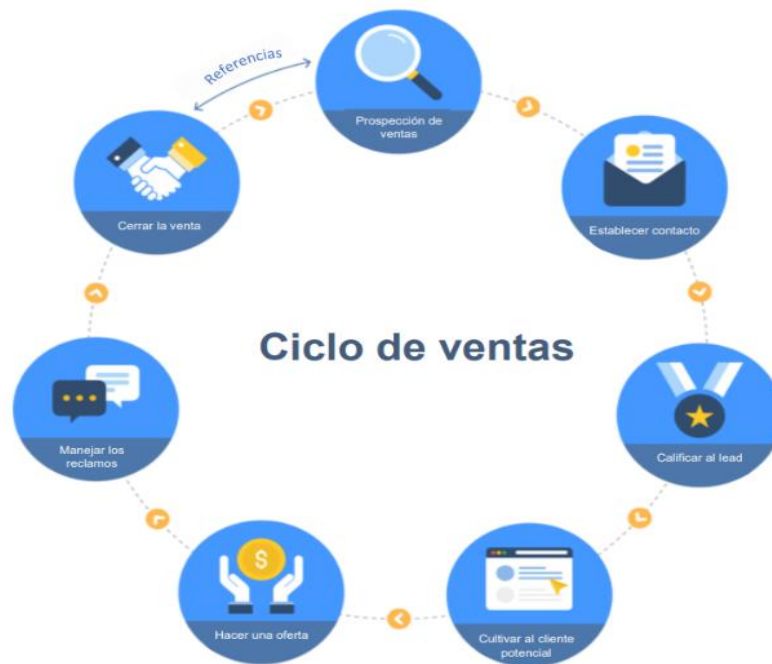 Referencias
Prospección de
ventas
Establecer contacto
Calificar al lead
Cultivar al cliente
potencial
Hacer una oferta
Manejar los
reclamos
Cerrar la venta
Ciclo de ventas